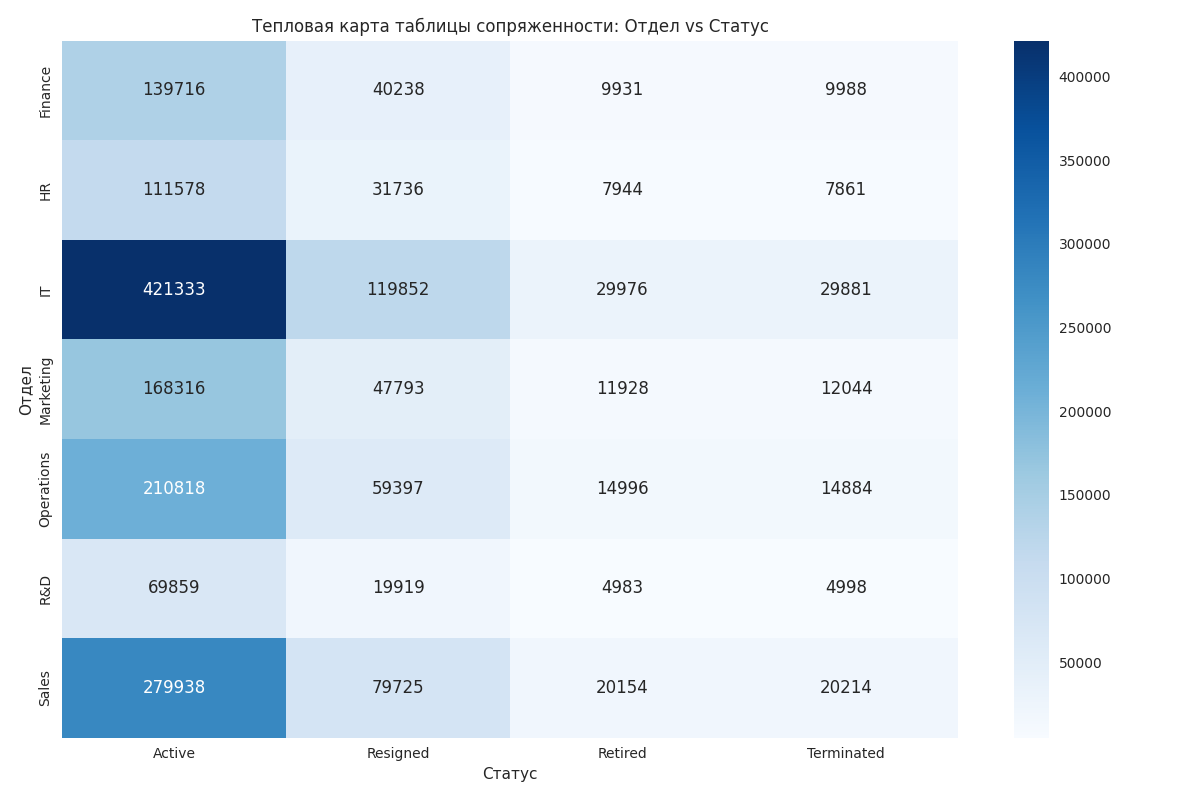 Тепловая карта таблицы сопряженности: Отдел vs Статус
Отдел
Finance 139716 40238 9931 9988
HR 111578 31736 7944 7861
IT 421333 119852 29976 29881
Marketing 168316 47793 11928 12044
Operations 210818 59397 14996 14884
R&D 69859 19919 4983 4998
Sales 279938 79725 20154 20214
Active Resigned Retired Terminated
Статус
400000
350000
300000
250000
200000
150000
100000
50000